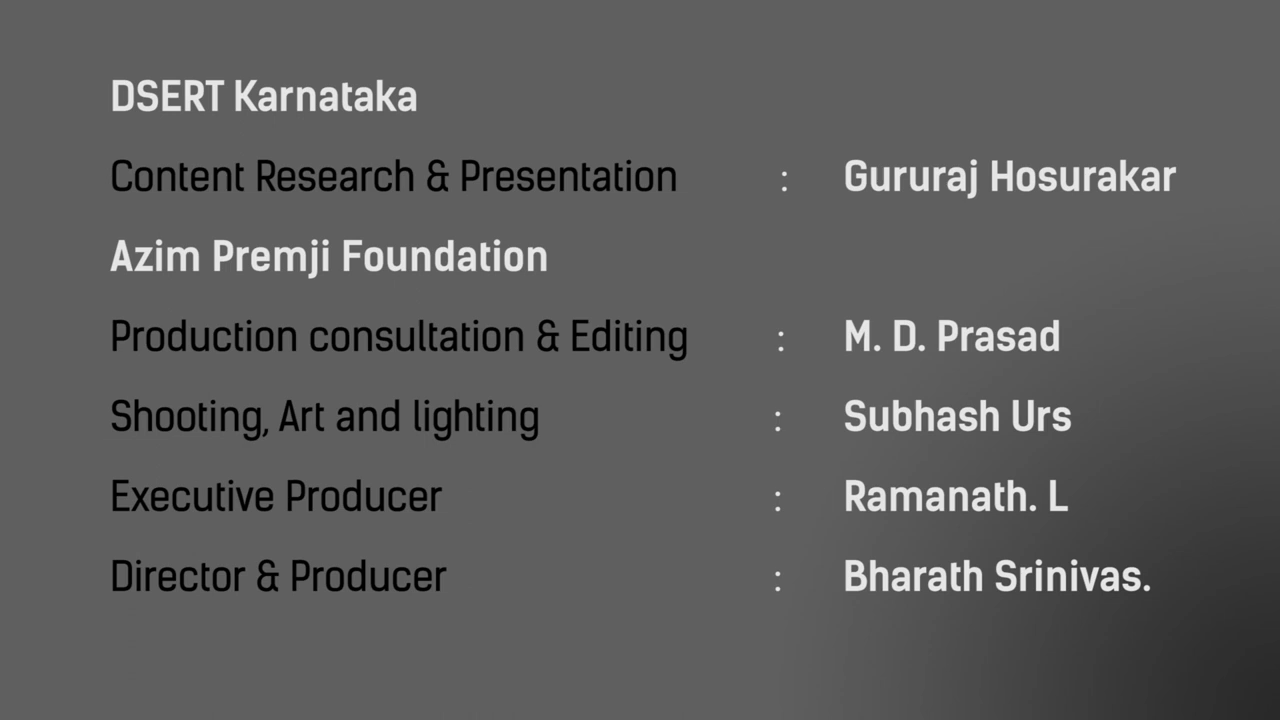 DSERT Karnataka
Content Research & Presentation : Gururaj Hosurakar
Azim Premji Foundation
Production consultation & Editing : M. D. Prasad
Shooting, Art and lighting : Subhash Urs
Executive Producer : Ramanath. L
Director & Producer : Bharath Srinivas.